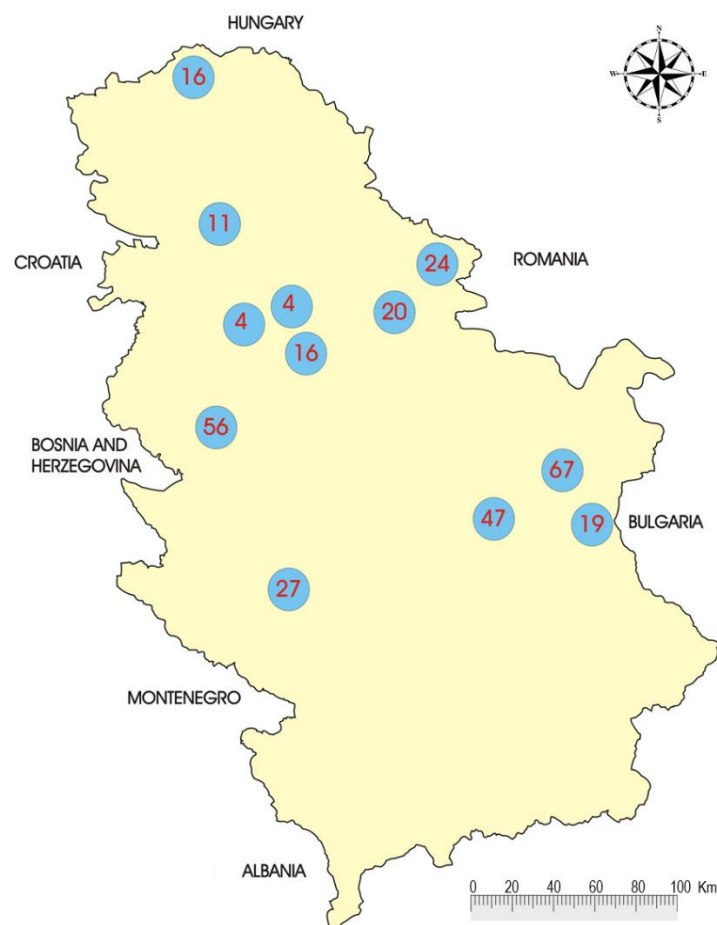 HUNGARY
N
W
E
S
16
11
CROATIA
24
ROMANIA
4
4
20
16
56
BOSNIA AND
HERZEGOVINA
67
47
19
BULGARIA
27
MONTENEGRO
ALBANIA
0 20 40 60 80 100 Km